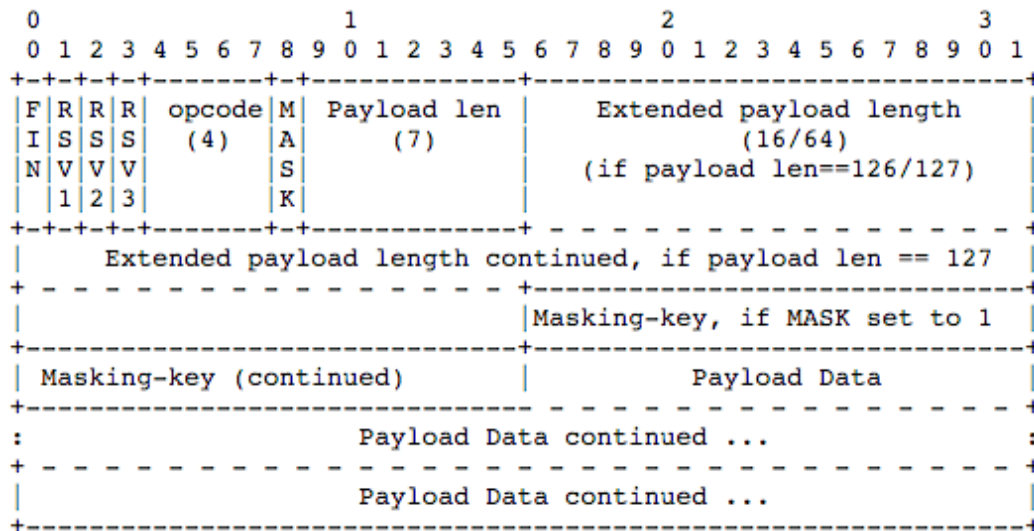 0                   1                   2                   3
 0 1 2 3 4 5 6 7 8 9 0 1 2 3 4 5 6 7 8 9 0 1 2 3 4 5 6 7 8 9 0 1
+-+-+-+-+-------+-+-------------+-------------------------------+
|F|R|R|R| opcode|M| Payload len |    Extended payload length    |
|I|S|S|S|  (4)  |A|     (7)     |             (16/64)           |
|N|V|V|V|       |S|             |   (if payload len==126/127)   |
| |1|2|3|       |K|             |                               |
+-+-+-+-+-------+-+-------------+ - - - - - - - - - - - - - - - +
|     Extended payload length continued, if payload len == 127  |
+ - - - - - - - - - - - - - - - +-------------------------------+
|                               |Masking-key, if MASK set to 1  |
+-------------------------------+-------------------------------+
| Masking-key (continued)       |          Payload Data         |
+-------------------------------- - - - - - - - - - - - - - - - +
:                     Payload Data continued ...                :
+ - - - - - - - - - - - - - - - - - - - - - - - - - - - - - - - +
|                     Payload Data continued ...                |
+---------------------------------------------------------------+